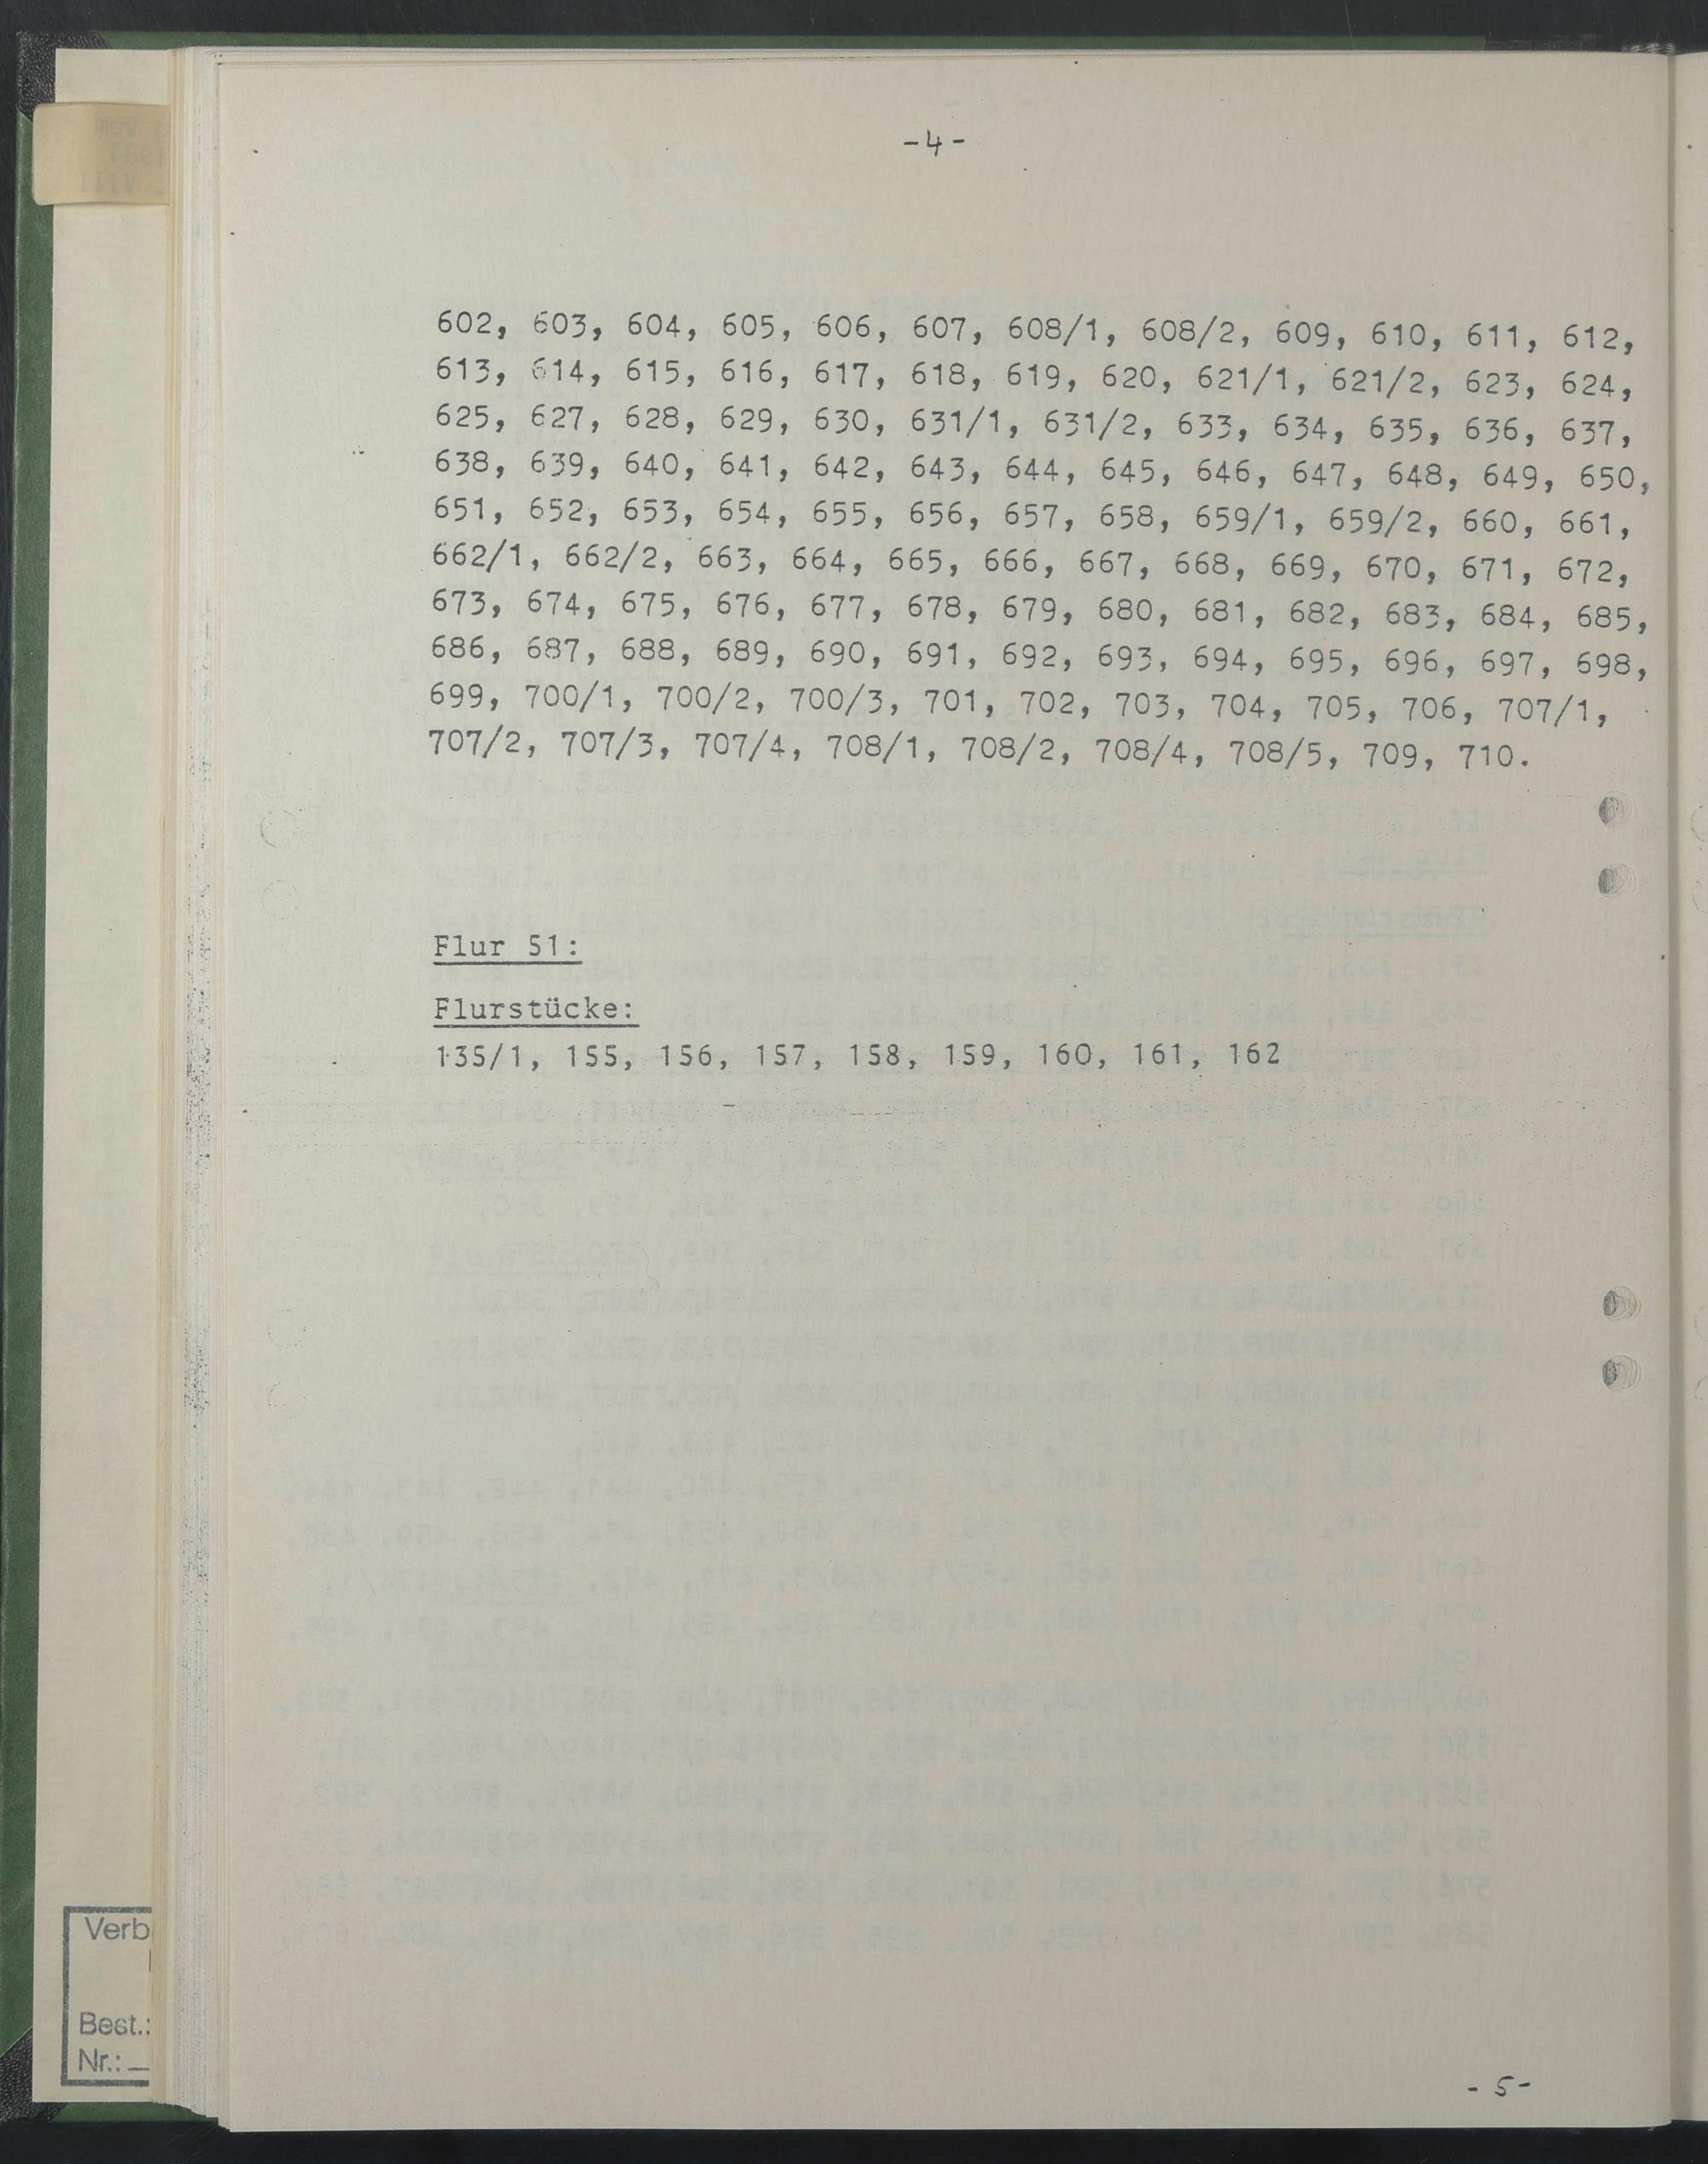 -4-
602, 603, 604, 605, 606, 607, 608/1, 608/2, 609, 610, 611, 612,
613, 614, 615, 616, 617, 618, 619, 620, 621/1, 621/2, 623, 624,
625, 627, 628, 629, 630, 631/1, 631/2, 633, 634, 635, 636, 637,
638, 639, 640, 641, 642, 643, 644, 645, 646, 647, 648, 649, 650,
651, 652, 653, 654, 655, 656, 657, 658, 659/1, 659/2, 660, 661,
662/1, 662/2, 663, 664, 665, 666, 667, 668, 669, 670, 671, 672,
673, 674, 675, 676, 677, 678, 679, 680, 681, 682, 683, 684, 685,
686, 687, 688, 689, 690, 691, 692, 693, 694, 695, 696, 697, 698,
699, 700/1, 700/2, 700/3, 701, 702, 703, 704, 705, 706, 707/1,
707/2, 707/3, 707/4, 708/1, 708/2, 708/4, 708/5, 709, 710.
Flur 51:
Flurstücke:
135/1, 155, 156, 157, 158, 159, 160, 161, 162
Verb
Best.:
Nr.:
- 5 -